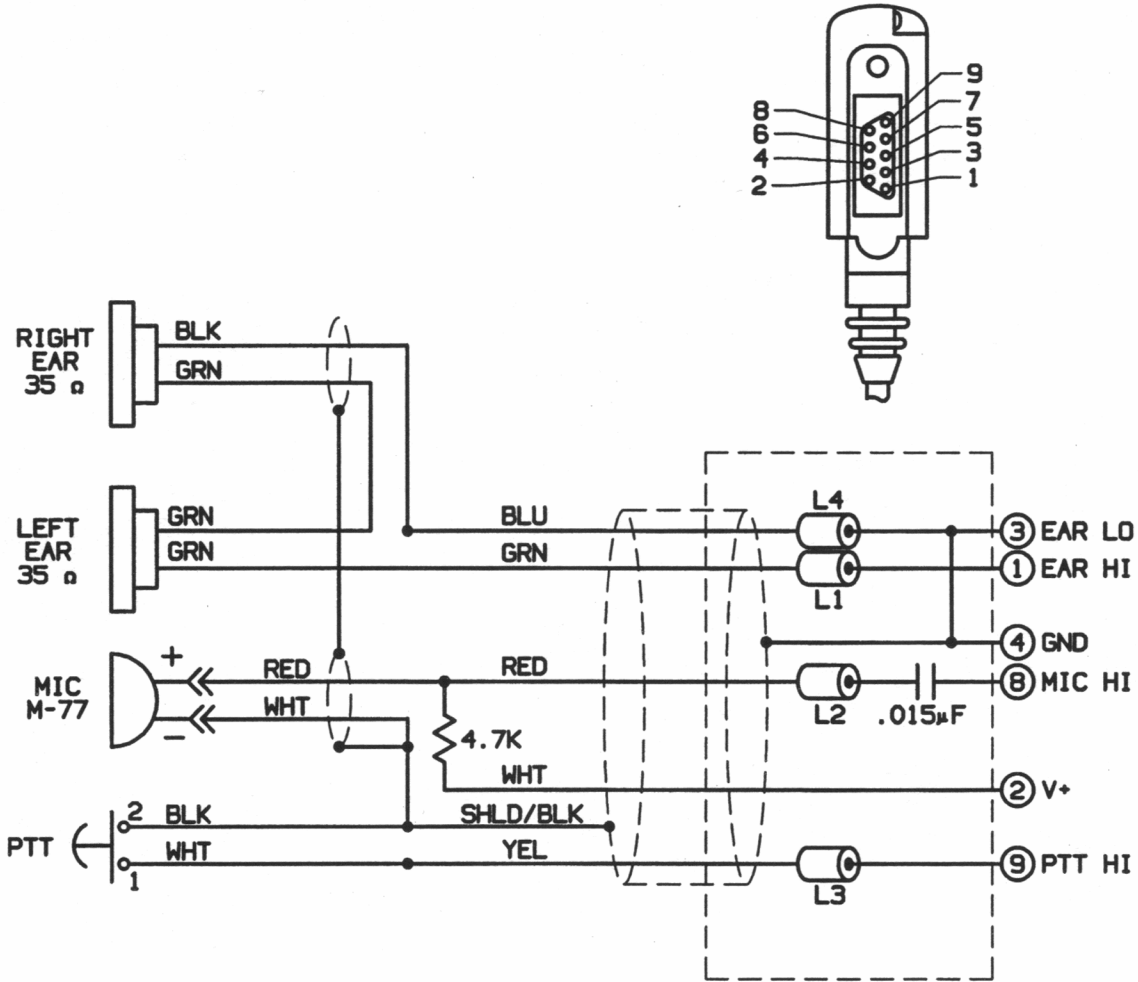 9
8
7
6
5
4
3
2
1
RIGHT
EAR
35 Ω
BLK
GRN
LEFT
EAR
35 Ω
GRN
GRN
BLU
GRN
L4
L1
3 EAR LO
1 EAR HI
4 GND
MIC
M-77
+
−
RED
WHT
RED
L2
.015µF
8 MIC HI
4.7K
WHT
2 V+
PTT
2
1
BLK
WHT
SHLD/BLK
YEL
L3
9 PTT HI